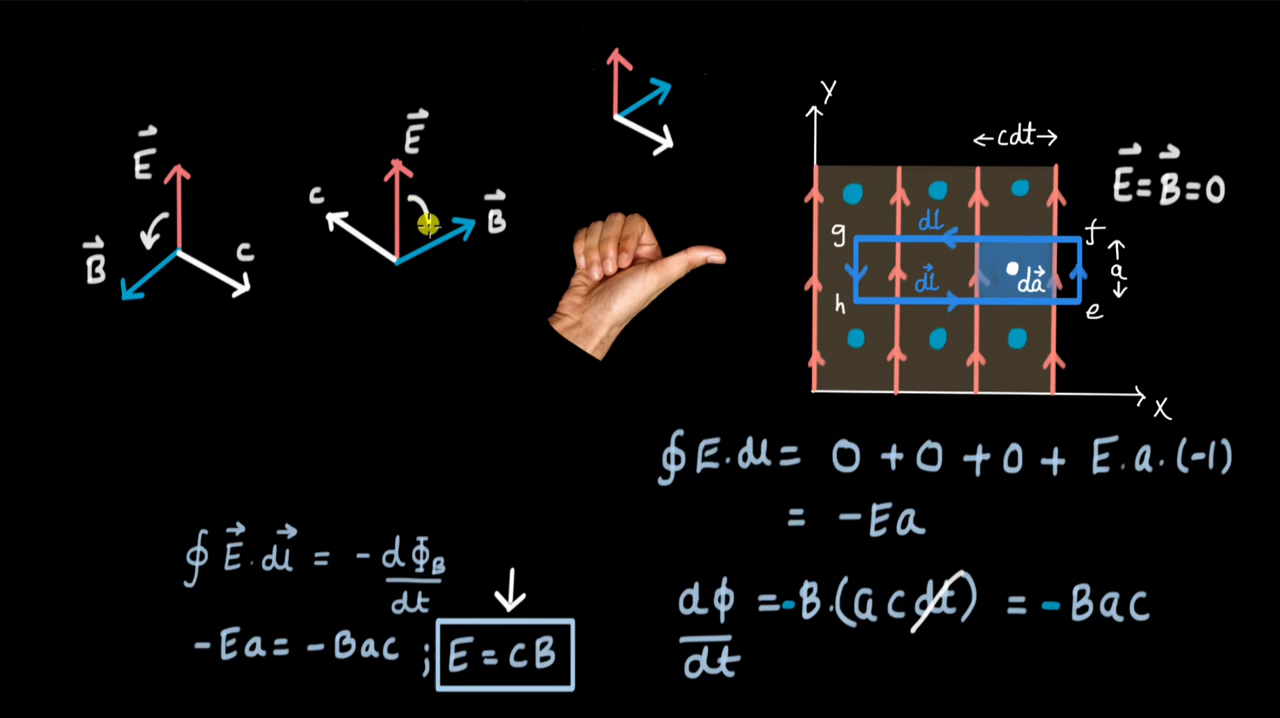 E⃗
B⃗
c
E⃗
c
B⃗
Y
←cdt→
E⃗=B⃗=0
g
dl
f
a
h
dl⃗
da⃗
e
X
∮E.dl = 0 + 0 + 0 + E.a.(-1)
= -Ea
∮E⃗.dl⃗ = -dΦ_B/dt
-Ea = -Bac ; E = cB
dϕ/dt = -B.(a c dt) = -Bac